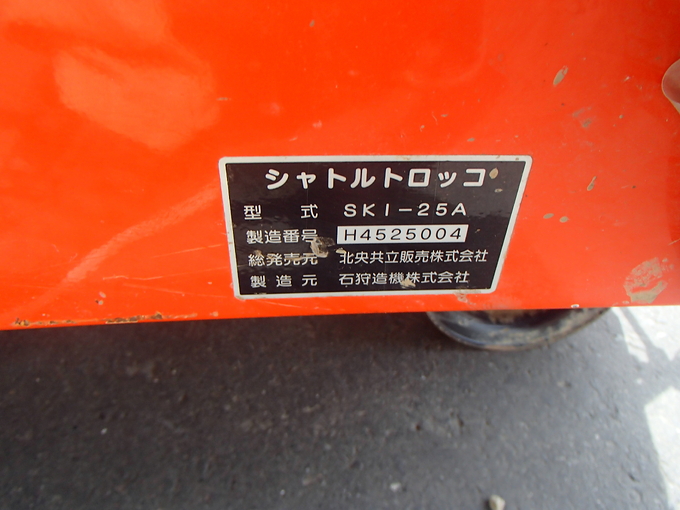 シャトルトロッコ
型式 SKI-25A
製造番号 H4525004
総発売元 北央共立販売株式会社
製造元 石狩造機株式会社